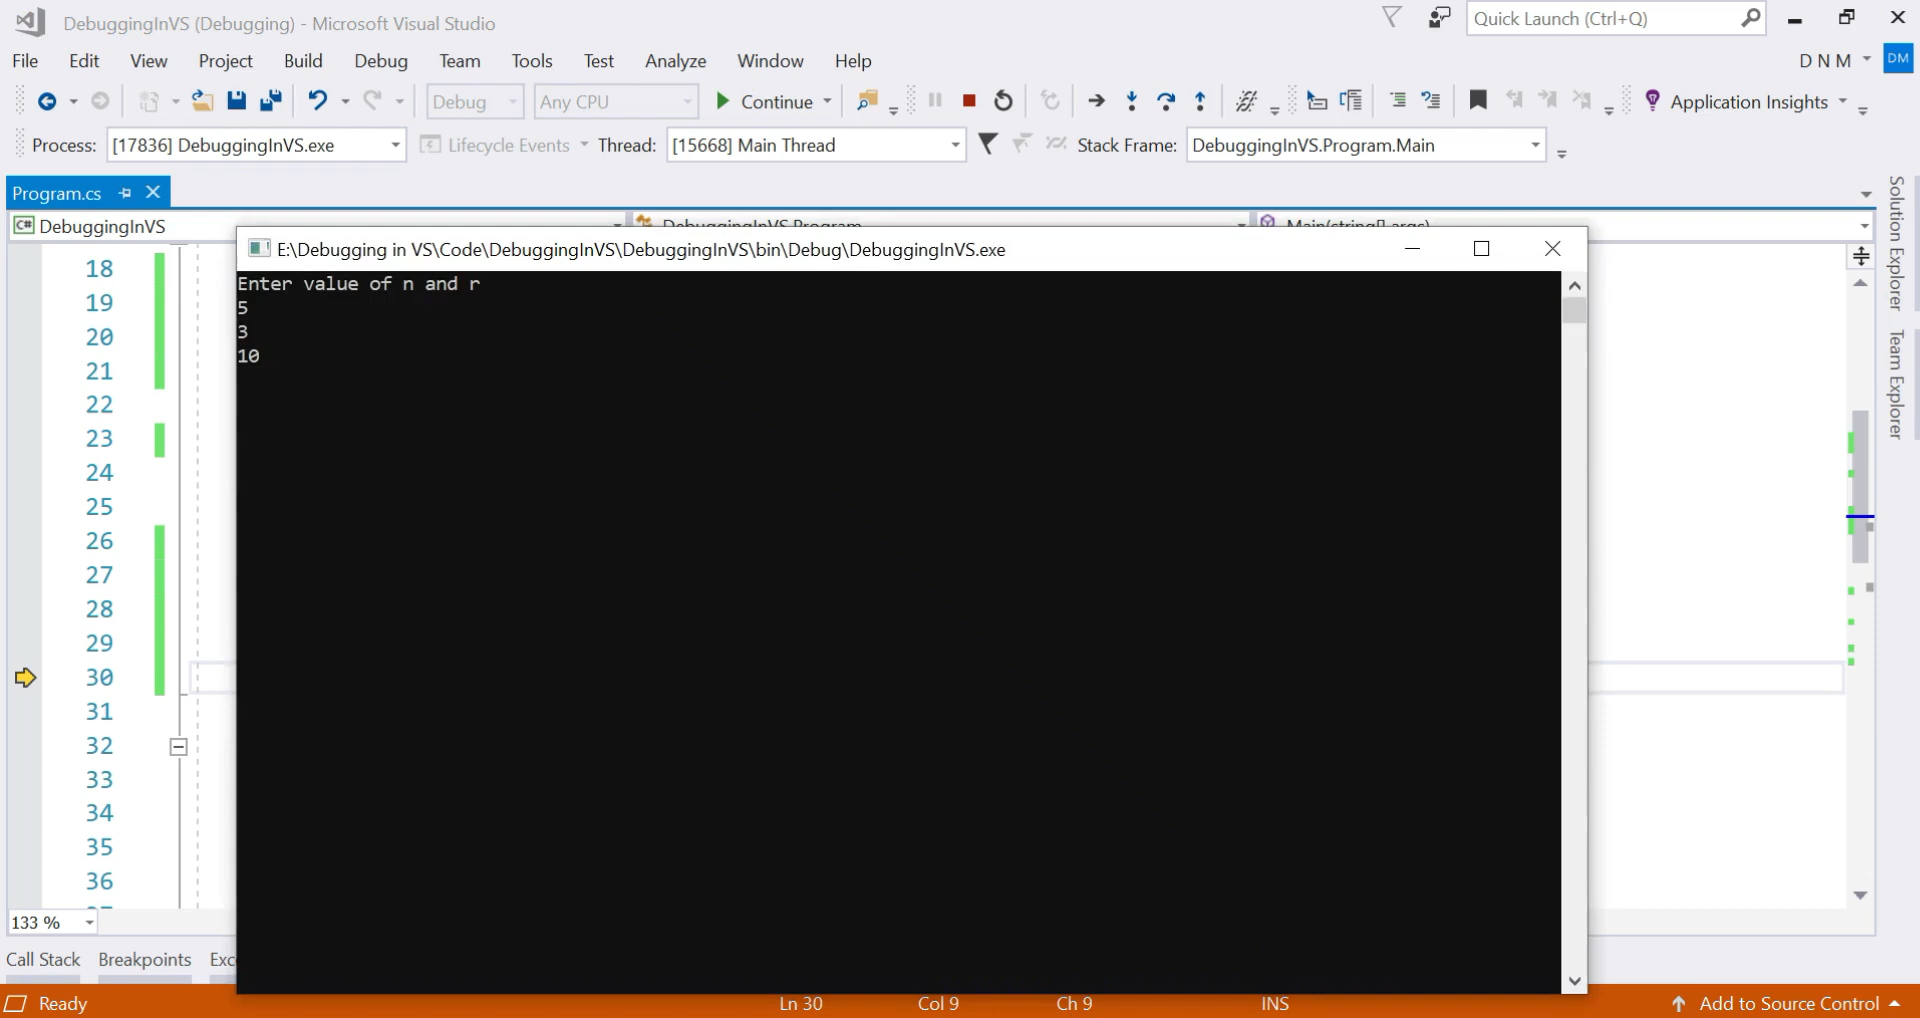 DebuggingInVS (Debugging) - Microsoft Visual Studio
Quick Launch (Ctrl+Q)
File Edit View Project Build Debug Team Tools Test Analyze Window Help
D N M DM
Debug Any CPU Continue Application Insights
Process: [17836] DebuggingInVS.exe Lifecycle Events Thread: [15668] Main Thread Stack Frame: DebuggingInVS.Program.Main
Program.cs
C# DebuggingInVS DebuggingInVS.Program Main(string[] args)
E:\Debugging in VS\Code\DebuggingInVS\DebuggingInVS\bin\Debug\DebuggingInVS.exe
Enter value of n and r
5
3
10
18
19
20
21
22
23
24
25
26
27
28
29
30
31
32
33
34
35
36
Solution Explorer
Team Explorer
133 %
Call Stack Breakpoints
Ready Ln 30 Col 9 Ch 9 INS Add to Source Control